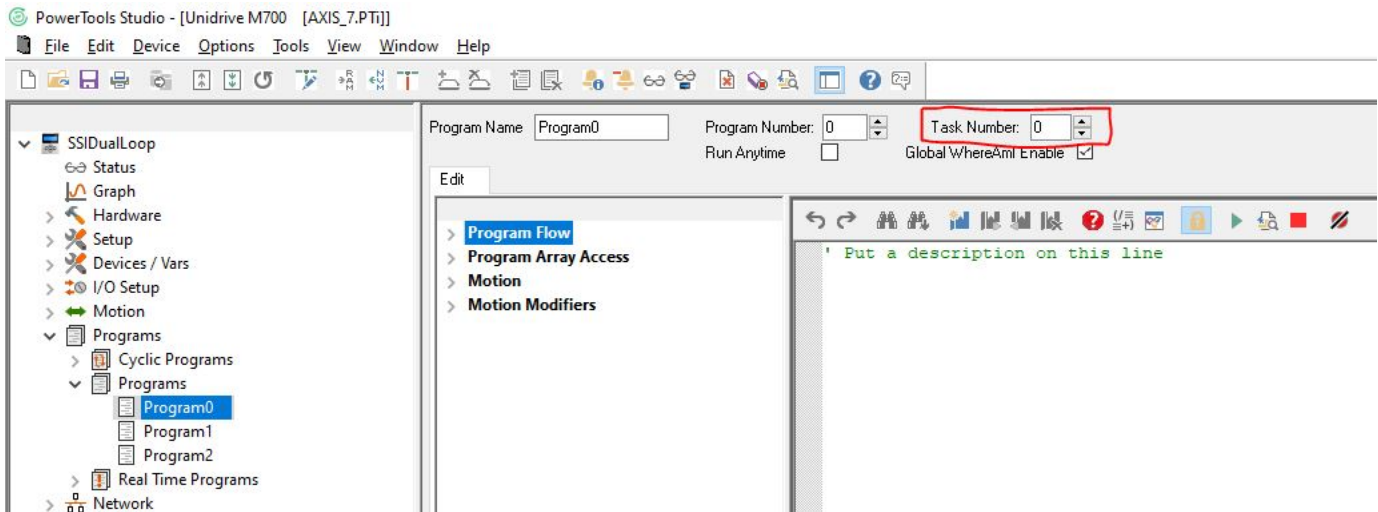 PowerTools Studio - [Unidrive M700 [AXIS_7.PTi]]
File Edit Device Options Tools View Window Help
Program Name Program0 Program Number: 0 Task Number: 0
Run Anytime Global WhereAmI Enable
Edit
SSIDualLoop
Status
Graph
Hardware
Setup
Devices / Vars
I/O Setup
Motion
Programs
Cyclic Programs
Programs
Program0
Program1
Program2
Real Time Programs
Network
Program Flow
Program Array Access
Motion
Motion Modifiers
' Put a description on this line